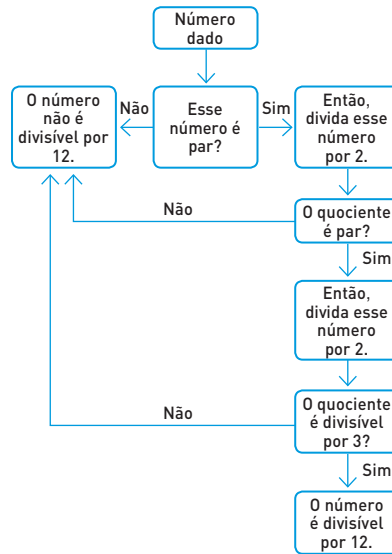 Número
dado
O número
não é
divisível por
12.
Não
Esse
número é
par?
Sim
Então,
divida esse
número
por 2.
Não
O quociente
é par?
Sim
Então,
divida esse
número
por 2.
Não
O quociente
é divisível
por 3?
Sim
O número
é divisível
por 12.